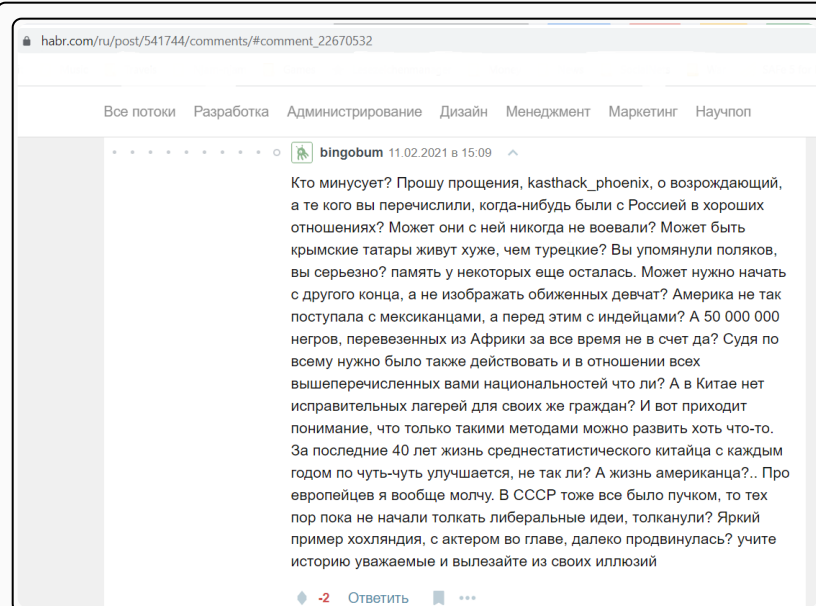 habr.com/ru/post/541744/comments/#comment_22670532
Все потоки Разработка Администрирование Дизайн Менеджмент Маркетинг Научпоп
bingobum 11.02.2021 в 15:09
Кто минусует? Прошу прощения, kasthack_phoenix, о возрождающий,
а те кого вы перечислили, когда-нибудь были с Россией в хороших
отношениях? Может они с ней никогда не воевали? Может быть
крымские татары живут хуже, чем турецкие? Вы упомянули поляков,
вы серьезно? память у некоторых еще осталась. Может нужно начать
с другого конца, а не изображать обиженных девчат? Америка не так
поступала с мексиканцами, а перед этим с индейцами? А 50 000 000
негров, перевезенных из Африки за все время не в счет да? Судя по
всему нужно было также действовать и в отношении всех
вышеперечисленных вами национальностей что ли? А в Китае нет
исправительных лагерей для своих же граждан? И вот приходит
понимание, что только такими методами можно развить хоть что-то.
За последние 40 лет жизнь среднестатистического китайца с каждым
годом по чуть-чуть улучшается, не так ли? А жизнь американца?.. Про
европейцев я вообще молчу. В СССР тоже все было пучком, то тех
пор пока не начали толкать либеральные идеи, толканули? Яркий
пример хохляндия, с актером во главе, далеко продвинулась? учите
историю уважаемые и вылезайте из своих иллюзий
-2 Ответить